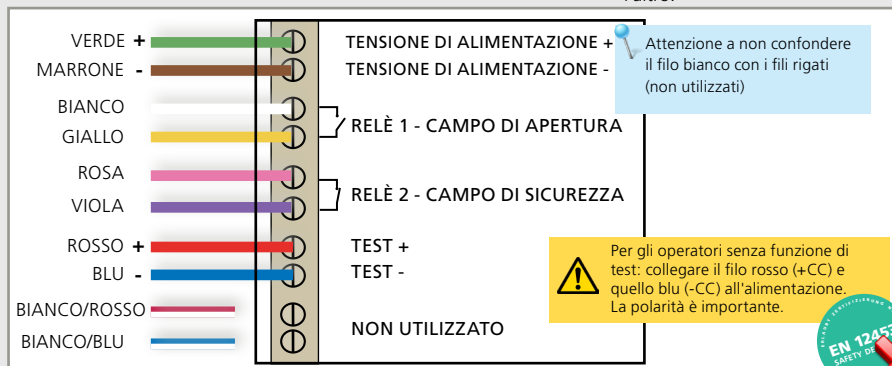 VERDE +
TENSIONE DI ALIMENTAZIONE +
MARRONE -
TENSIONE DI ALIMENTAZIONE -
Attenzione a non confondere
il filo bianco con i fili rigati
(non utilizzati)
BIANCO
GIALLO
RELÈ 1 - CAMPO DI APERTURA
ROSA
VIOLA
RELÈ 2 - CAMPO DI SICUREZZA
ROSSO +
TEST +
BLU -
TEST -
Per gli operatori senza funzione di
test: collegare il filo rosso (+CC) e
quello blu (-CC) all'alimentazione.
La polarità è importante.
BIANCO/ROSSO
BIANCO/BLU
NON UTILIZZATO
EN 12453
SAFETY